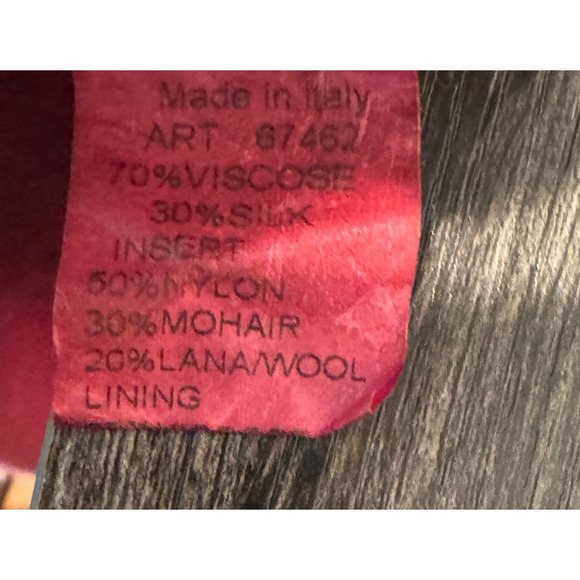 Made in Italy
ART 67462
70%VISCOSE
30%SILK
INSERT
50%NYLON
30%MOHAIR
20%LANA/WOOL
LINING